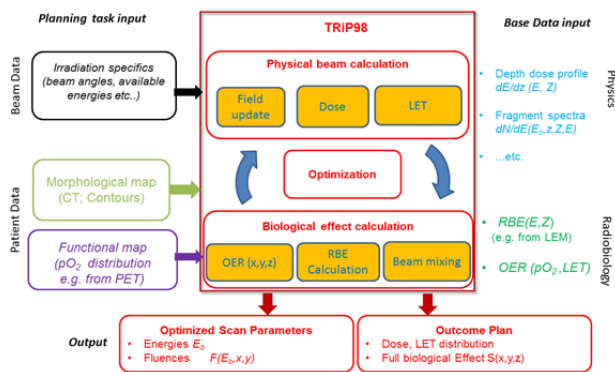 Planning task input
TRiP98
Base Data input
Beam Data
Irradiation specifics
(beam angles, available
energies etc..)
Physical beam calculation
Field
update
Dose
LET
• Depth dose profile
dE/dz (E, Z)
• Fragment spectra
dN/dE(E₀,z,Z,E)
• ...etc.
Physics
Optimization
Patient Data
Morphological map
(CT; Contours)
Functional map
(pO₂ distribution
e.g. from PET)
Biological effect calculation
OER (x,y,z)
RBE
Calculation
Beam mixing
• RBE(E,Z)
(e.g. from LEM)
• OER (pO₂,LET)
Radiobiology
Output
Optimized Scan Parameters
• Energies E₀
• Fluences F(E₀,x,y)
Outcome Plan
• Dose, LET distribution
• Full biological Effect S(x,y,z)